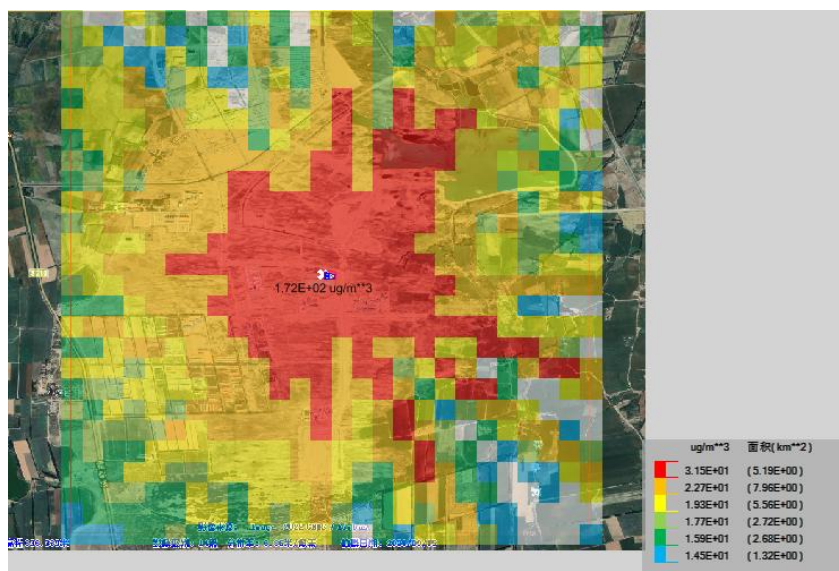 1.72E+02 ug/m**3
ug/m**3 面积(km**2)
3.15E+01 (5.19E+00)
2.27E+01 (7.96E+00)
1.93E+01 (5.56E+00)
1.77E+01 (2.72E+00)
1.59E+01 (2.68E+00)
1.45E+01 (1.32E+00)